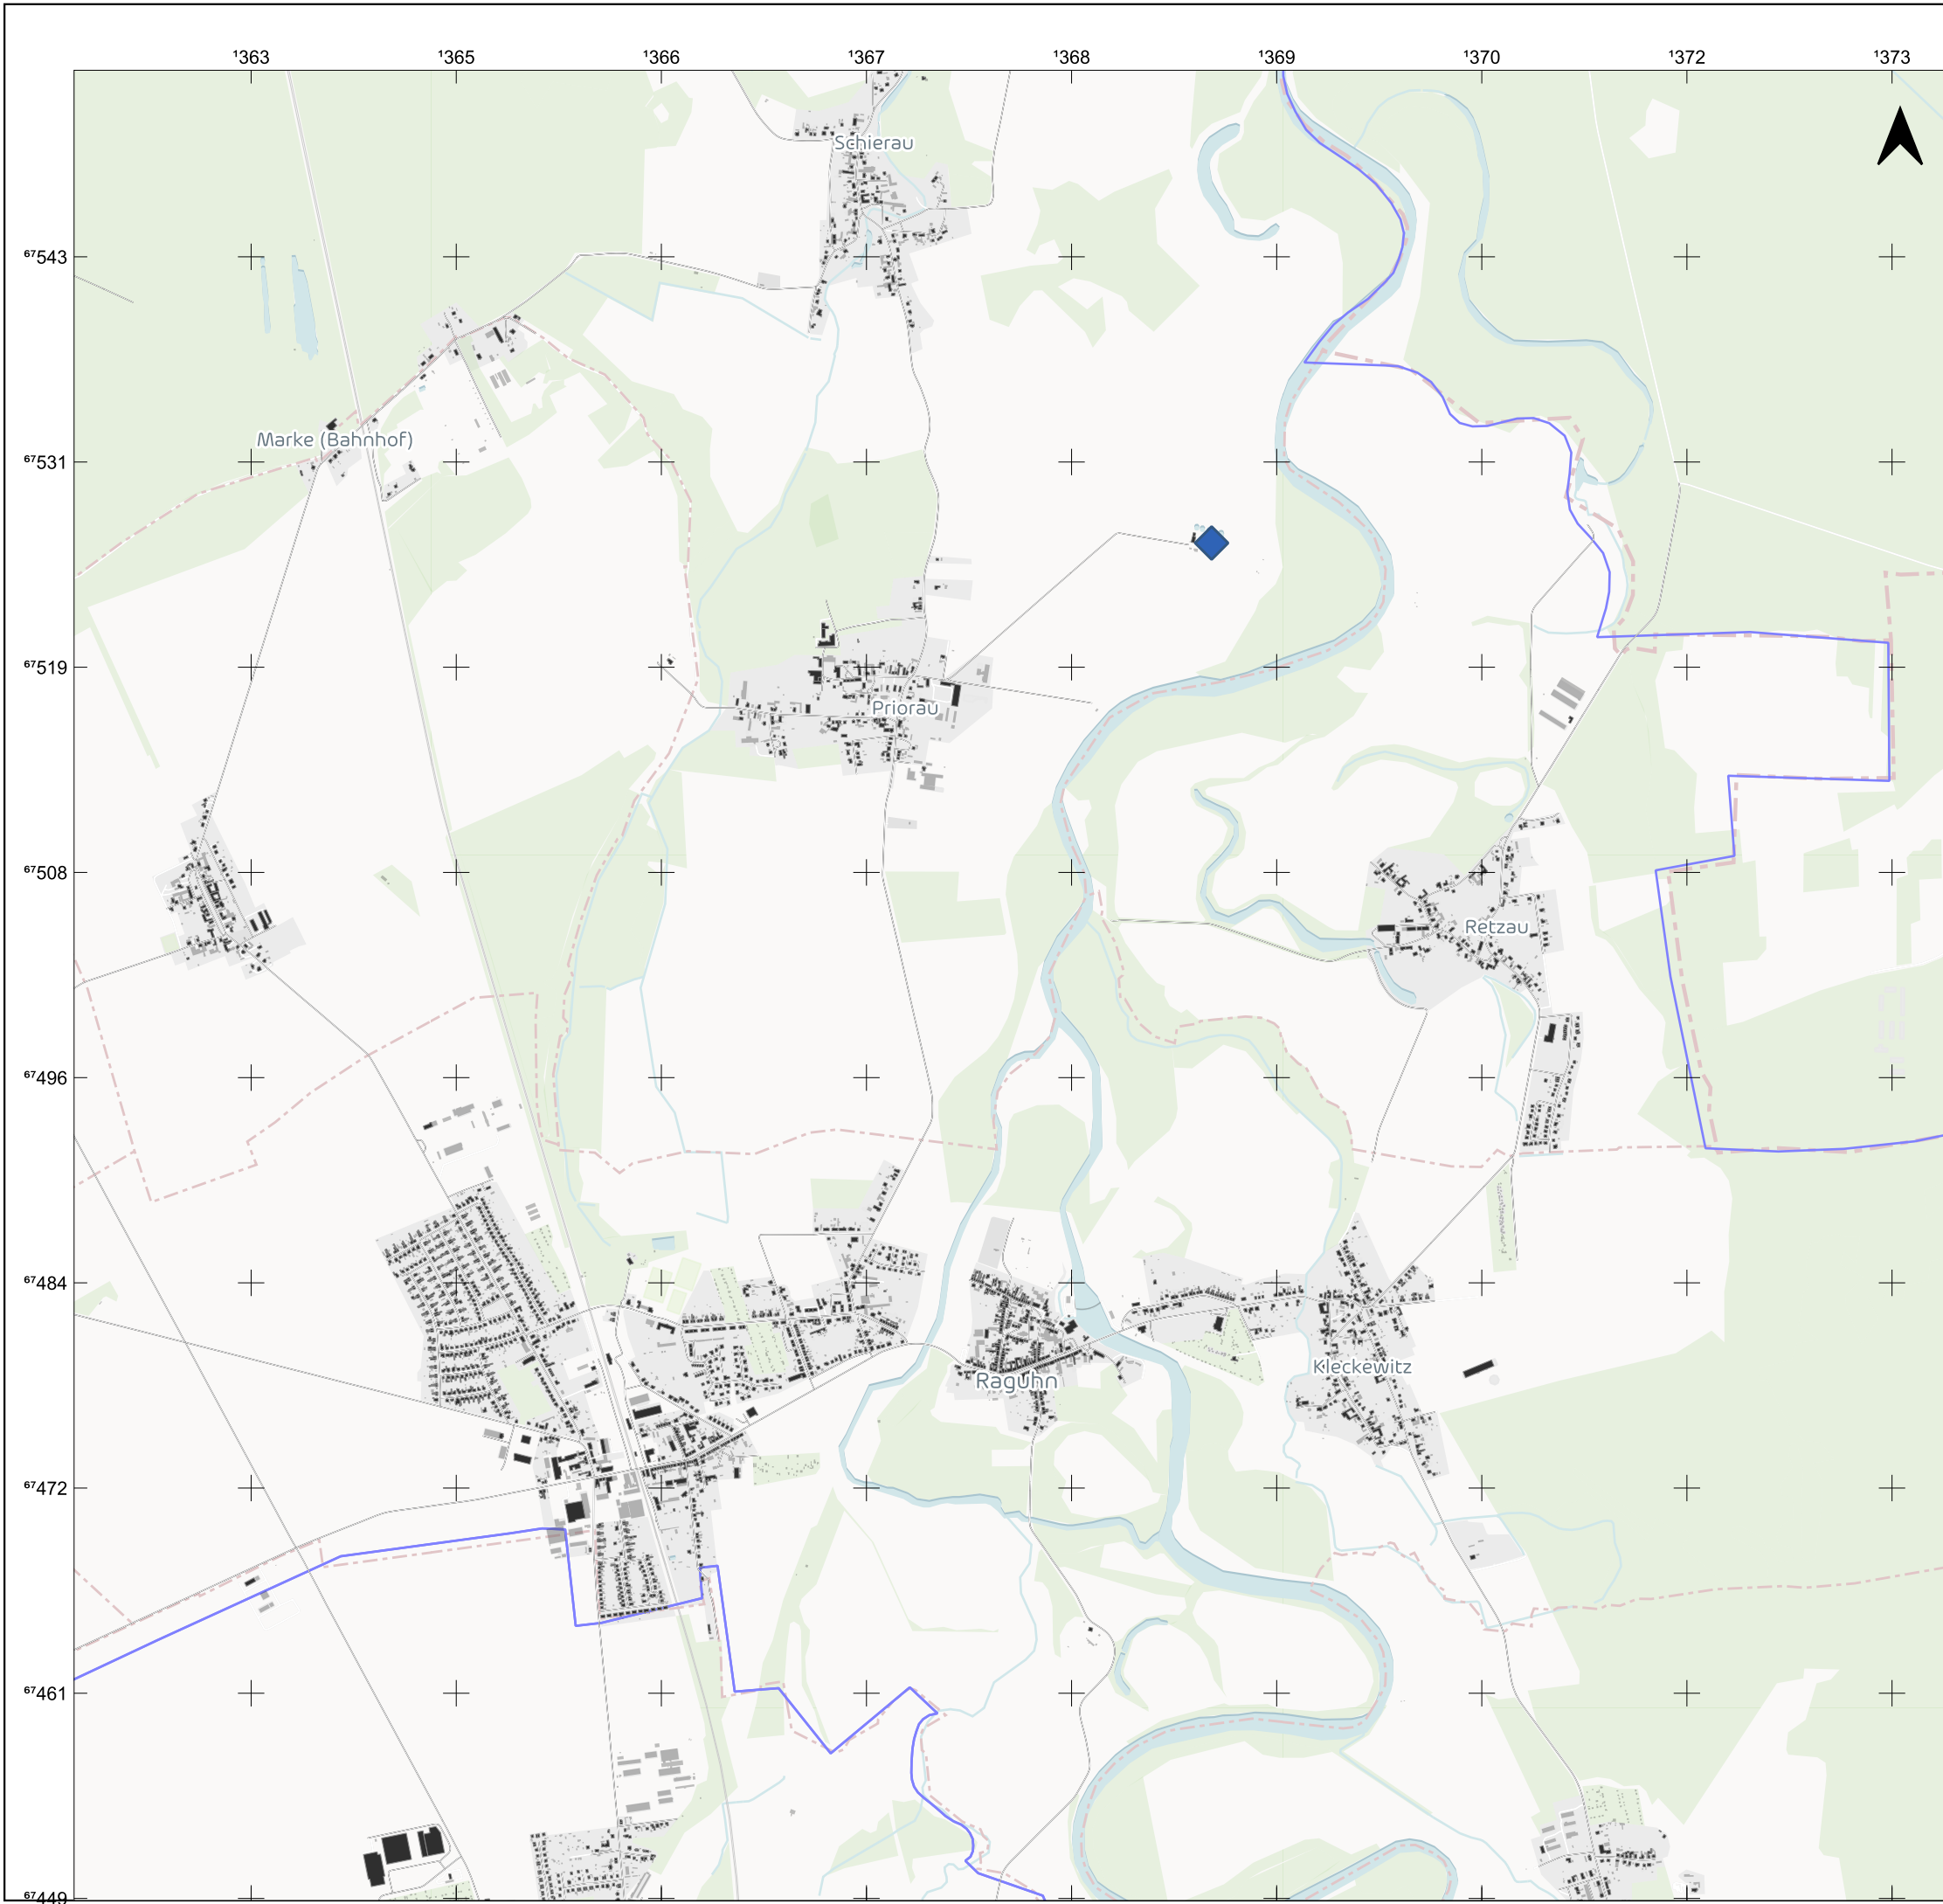 ¹363 ¹365 ¹366 ¹367 ¹368 ¹369 ¹370 ¹372 ¹373
Schierau
⁶⁷543
Marke (Bahnhof)
⁶⁷531
⁶⁷519
Priorau
⁶⁷508
Retzau
⁶⁷496
⁶⁷484
Kleckewitz
Raguhn
⁶⁷472
⁶⁷461
⁶⁷449